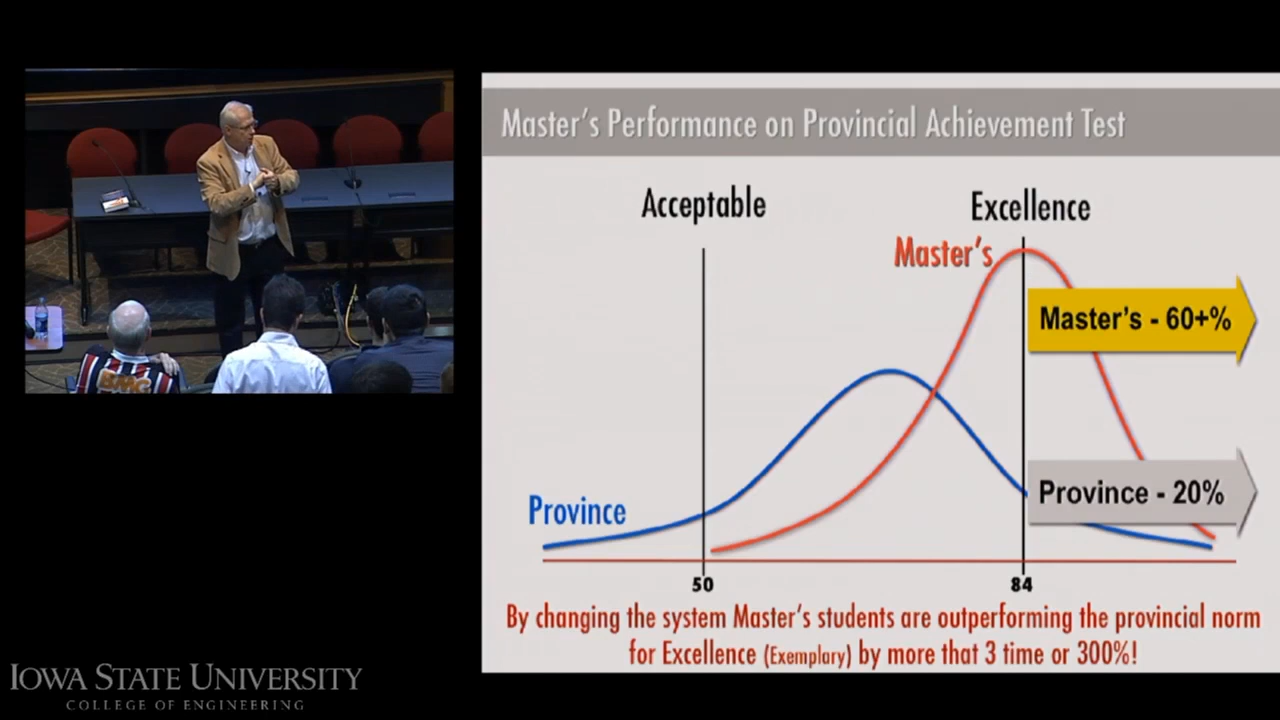 Master's Performance on Provincial Achievement Test
Acceptable
Excellence
Master's
Master's - 60+%
Province - 20%
Province
50
84
By changing the system Master's students are outperforming the provincial norm
for Excellence (Exemplary) by more that 3 time or 300%!
IOWA STATE UNIVERSITY
COLLEGE OF ENGINEERING